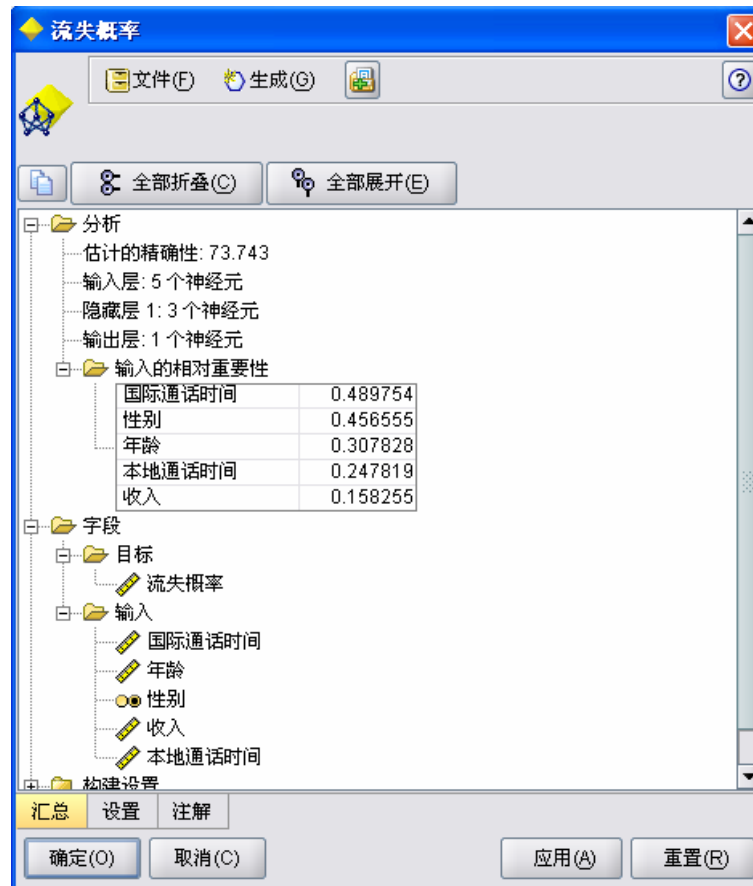 流失概率
文件(F) 生成(G)
全部折叠(C) 全部展开(E)
分析
估计的精确性: 73.743
输入层: 5 个神经元
隐藏层 1: 3 个神经元
输出层: 1 个神经元
输入的相对重要性
国际通话时间 0.489754
性别 0.456555
年龄 0.307828
本地通话时间 0.247819
收入 0.158255
字段
目标
流失概率
输入
国际通话时间
年龄
性别
收入
本地通话时间
构建设置
汇总 设置 注解
确定(O) 取消(C) 应用(A) 重置(R)